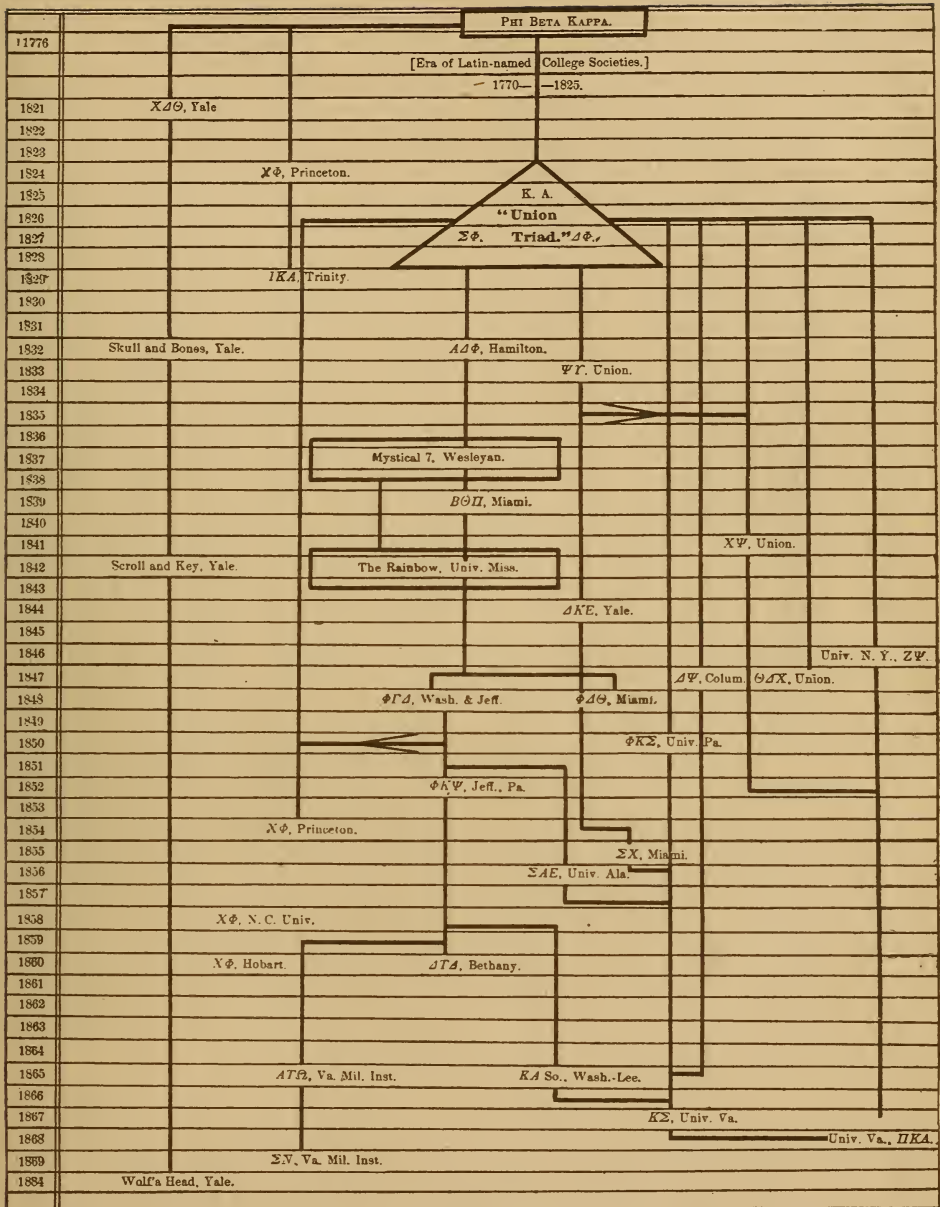 PHI BETA KAPPA.
1776
[Era of Latin-named College Societies.]
— 1770— —1825.
1821 ΧΔΘ, Yale
1822
1823
1824 ΧΦ, Princeton.
1825 K. A.
1826 "Union
1827 ΣΦ. Triad." ΔΦ.
1828
1829 IKA, Trinity.
1830
1831
1832 Skull and Bones, Yale. ΑΔΦ, Hamilton.
1833 ΨΥ. Union.
1834
1835
1836
1837 Mystical 7, Wesleyan.
1838
1839 ΒΘΠ, Miami.
1840
1841 ΧΨ, Union.
1842 Scroll and Key, Yale. The Rainbow, Univ. Miss.
1843
1844 ΔΚΕ, Yale.
1845
1846 Univ. N. Y., ΖΨ.
1847 ΔΨ, Colum. ΘΔΧ, Union.
1848 ΦΓΔ, Wash. & Jeff. ΦΔΘ, Miami.
1849
1850 ΦΚΣ, Univ. Pa.
1851
1852 ΦΚΨ, Jeff., Pa.
1853
1854 ΧΦ, Princeton.
1855 ΣΧ, Miami.
1856 ΣΑΕ, Univ. Ala.
1857
1858 ΧΦ, N. C. Univ.
1859
1860 ΧΦ, Hobart. ΔΤΔ, Bethany.
1861
1862
1863
1864
1865 ΑΤΩ, Va. Mil. Inst. KA So., Wash.-Lee.
1866
1867 ΚΣ, Univ. Va.
1868 Univ. Va., ΠΚΑ.
1869 ΣΝ, Va. Mil. Inst.
1884 Wolf's Head, Yale.